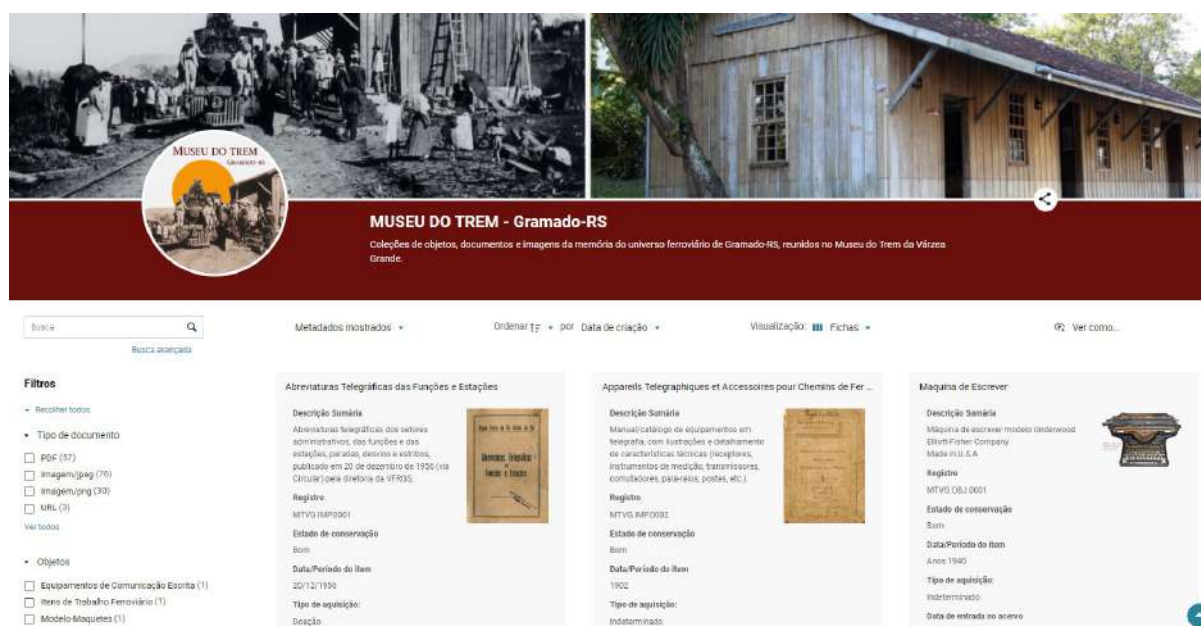 MUSEU DO TREM
GRAMADO-RS
MUSEU DO TREM - Gramado-RS
Coleções de objetos, documentos e imagens da memória do universo ferroviário de Gramado-RS, reunidos no Museu do Trem da Várzea
Grande.
Busca
Busca avançada
Metadados mostrados
Ordenar por Data de criação
Visualização: Fichas
Ver como...
Filtros
Recolher todos
Tipo de documento
PDF (57)
Imagem/jpeg (76)
Imagem/png (30)
URL (3)
Ver todos
Objetos
Equipamentos de Comunicação Escrita (1)
Itens de Trabalho Ferroviário (1)
Modelo-Maquetes (1)
Abreviaturas Telegráficas das Funções e Estações
Descrição Sumária
Abreviaturas telegráficas dos setores
administrativos, das funções e das
estações, paradas, desvios e estribos,
publicado em 20 de dezembro de 1956 (via
Circular) pela diretoria da VFRGS.
Registro
MTVG.IMP0001
Estado de conservação
Bom
Data/Período do item
20/12/1956
Tipo de aquisição:
Doação
Appareils Telegraphiques et Accessoires pour Chemins de Fer ...
Descrição Sumária
Manual/catálogo de equipamentos em
telegrafia, com ilustrações e detalhamento
de características técnicas (receptores,
instrumentos de medição, transmissores,
comutadores, para-raios, postes, etc.)
Registro
MTVG.IMP0002
Estado de conservação
Bom
Data/Período do item
1902
Tipo de aquisição:
Indeterminado
Maquina de Escrever
Descrição Sumária
Máquina de escrever modelo Underwood
Elliott-Fisher Company
Made in U.S.A
Registro
MTVG.OBJ-0001
Estado de conservação
Bom
Data/Período do item
Anos 1940
Tipo de aquisição:
Indeterminado
Data de entrada no acervo